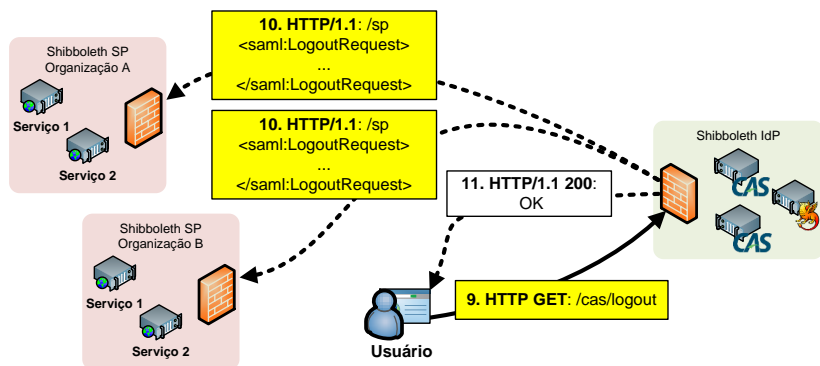 10. HTTP/1.1: /sp
<saml:LogoutRequest>
...
</saml:LogoutRequest>
Shibboleth SP
Organização A
Serviço 1
Serviço 2
10. HTTP/1.1: /sp
<saml:LogoutRequest>
...
</saml:LogoutRequest>
Shibboleth IdP
CAS
CAS
11. HTTP/1.1 200:
OK
Shibboleth SP
Organização B
Serviço 1
Serviço 2
9. HTTP GET: /cas/logout
Usuário